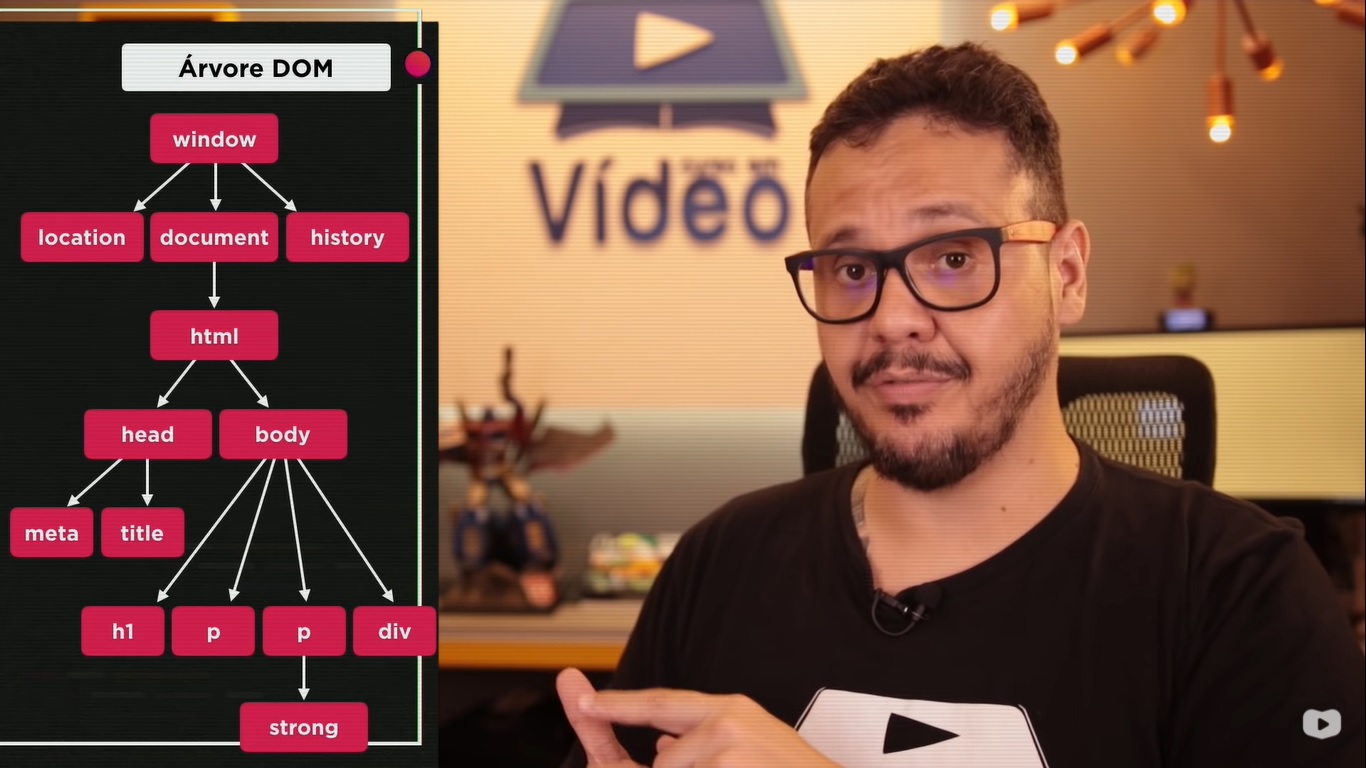 Árvore DOM
window
location
document
history
html
head
body
meta
title
h1
p
p
div
strong
Vídeo